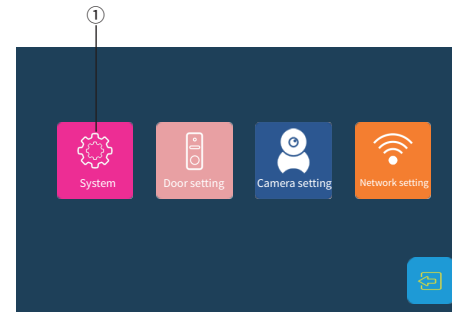 ①
System
Door setting
Camera setting
Network setting